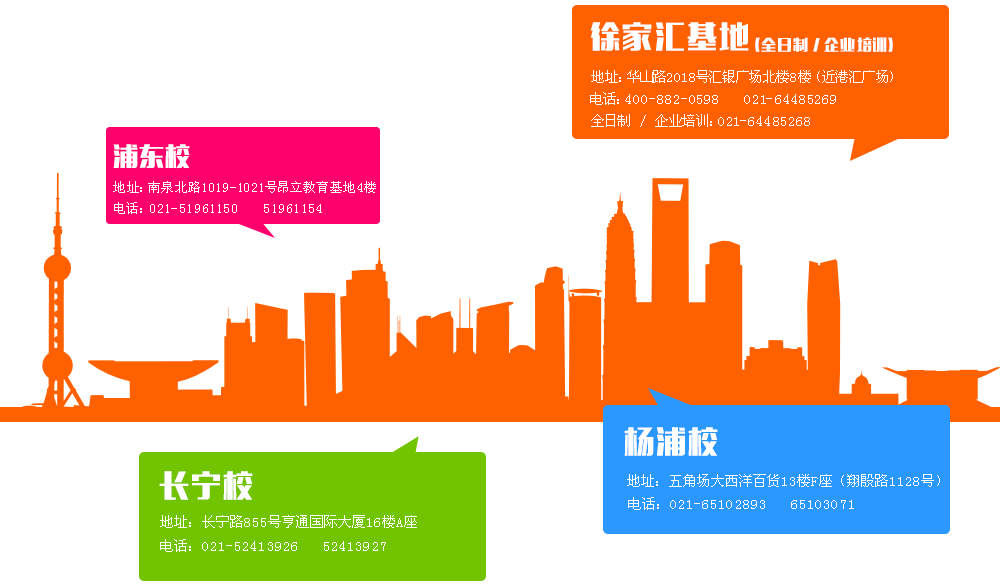 徐家汇基地(全日制 / 企业培训)
地址: 华山路2018号汇银广场北楼8楼 (近港汇广场)
电话: 400-882-0598 021-64485269
全日制 / 企业培训: 021-64485268
浦东校
地址: 南泉北路1019-1021号昂立教育基地4楼
电话: 021-51961150 51961154
杨浦校
地址: 五角场大西洋百货13楼F座 (翔殷路1128号)
电话: 021-65102893 65103071
长宁校
地址: 长宁路855号亨通国际大厦16楼A座
电话: 021-52413926 52413927